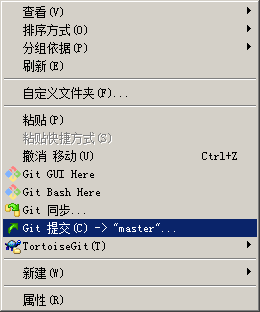 查看(V)
排序方式(O)
分组依据(P)
刷新(E)
自定义文件夹(F)...
粘贴(P)
粘贴快捷方式(S)
撤消 移动(U) Ctrl+Z
Git GUI Here
Git Bash Here
Git 同步...
Git 提交(C) -> "master"...
TortoiseGit(T)
新建(W)
属性(R)